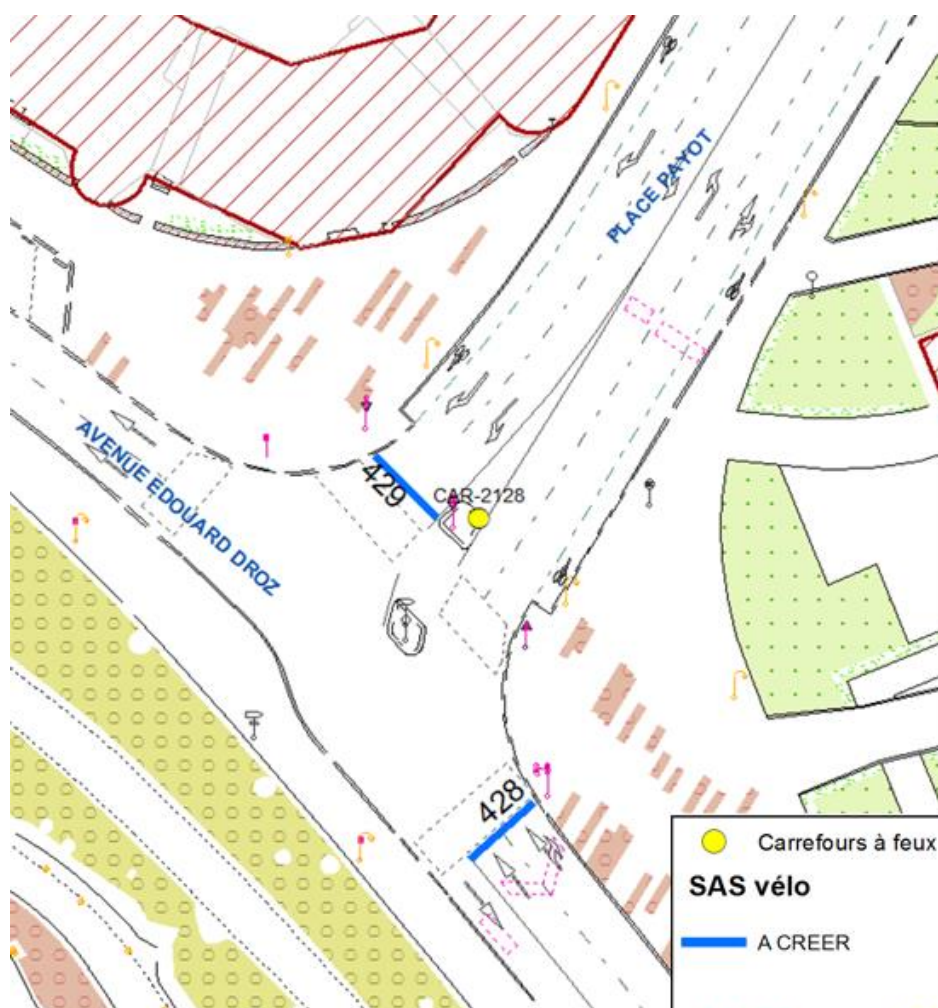 PLACE PAYOT
AVENUE EDOUARD DROZ
429
CAR-2128
428
Carrefours à feux
SAS vélo
A CREER